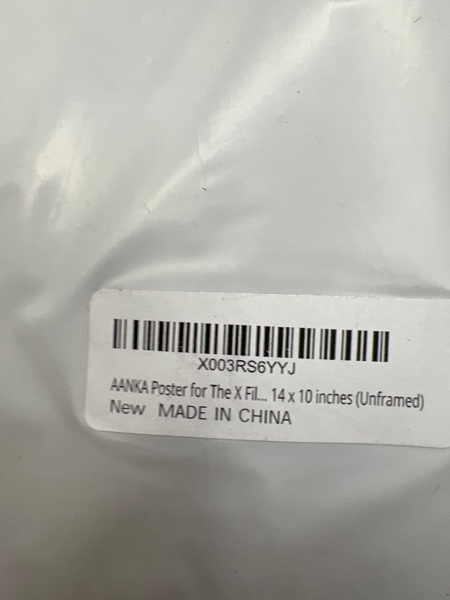 X003RS6YYJ
AANKA Poster for The X Fil... 14 x 10 inches (Unframed)
New MADE IN CHINA